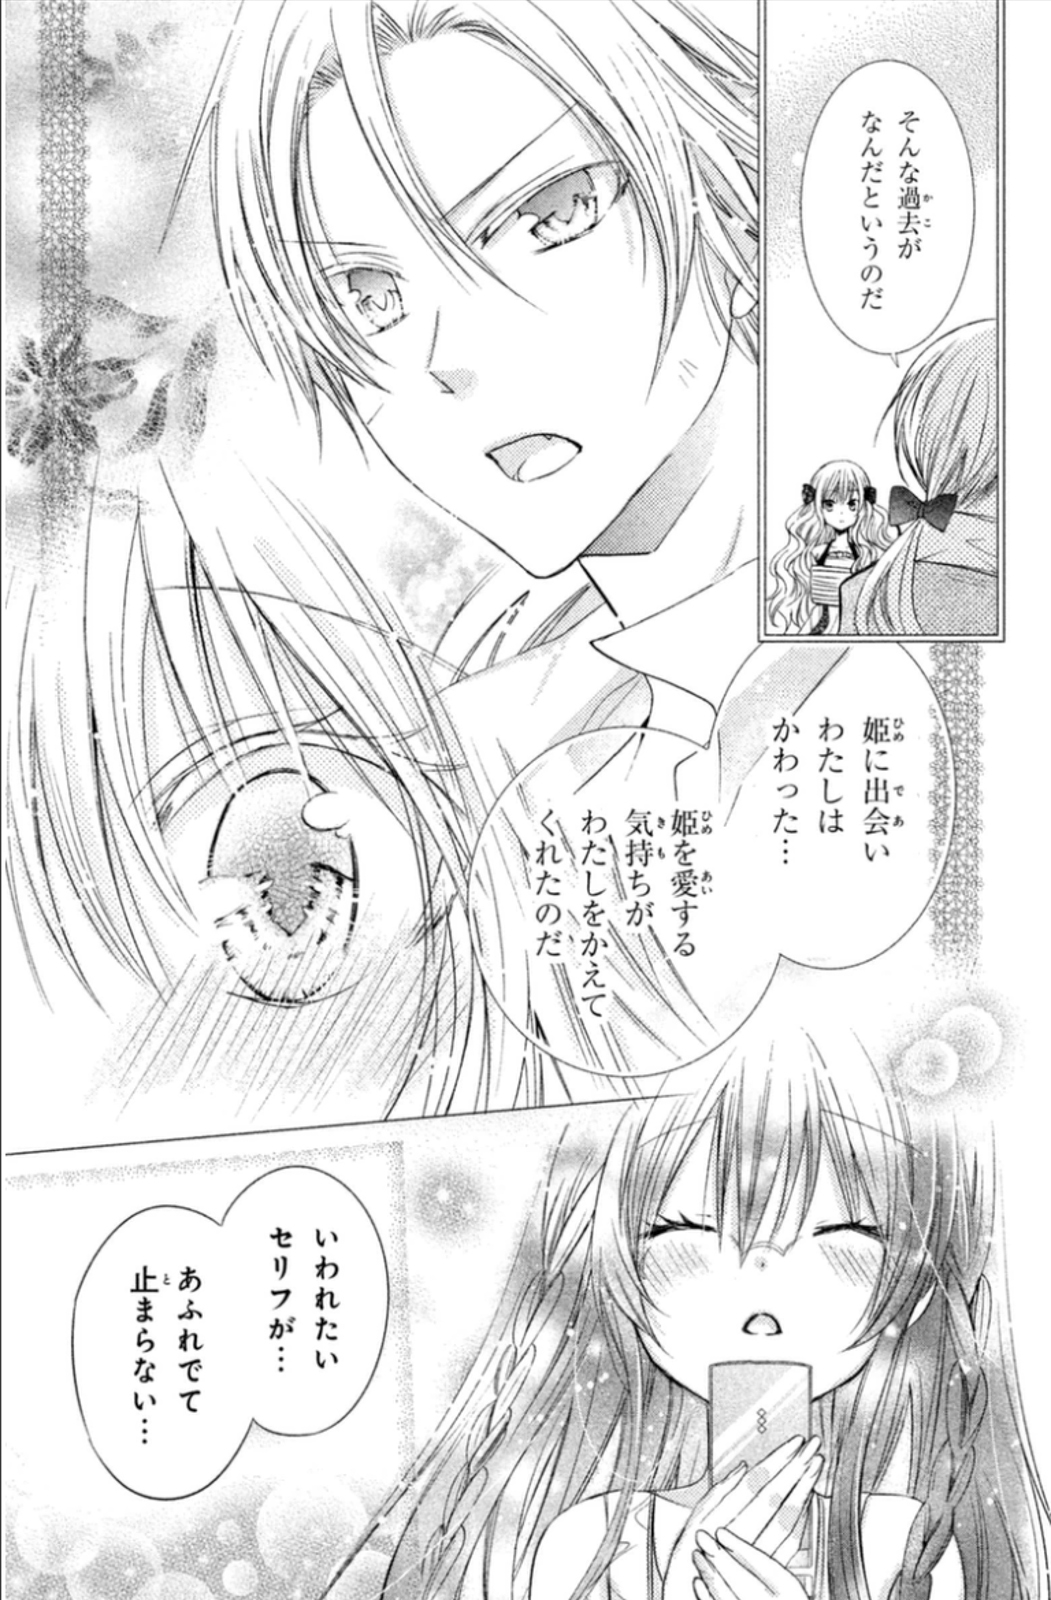 そんな過去が
なんだというのだ
姫に出会い
わたしは
かわった…
姫を愛する
気持ちが
わたしをかえて
くれたのだ
いわれたい
セリフが…
あふれでて
止まらない…